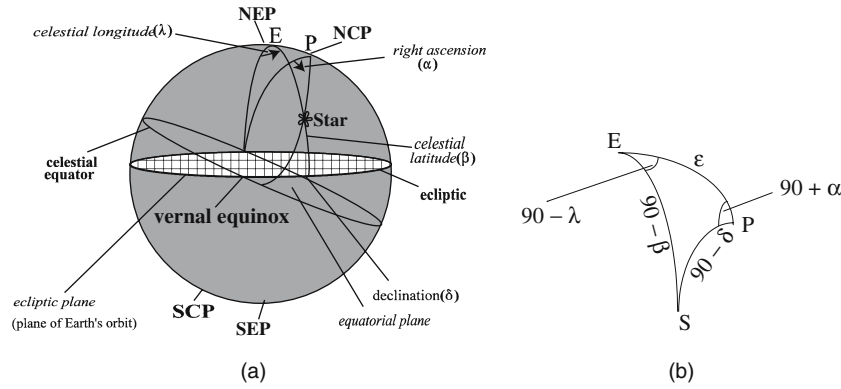 NEP
celestial longitude(λ)
E
P
NCP
right ascension
(α)
Star
celestial
equator
celestial
latitude(β)
ecliptic
vernal equinox
ecliptic plane
(plane of Earth's orbit)
SCP
SEP
declination(δ)
equatorial plane
(a)
E
ε
90 – λ
90 – β
90 + α
90 – δ
P
S
(b)